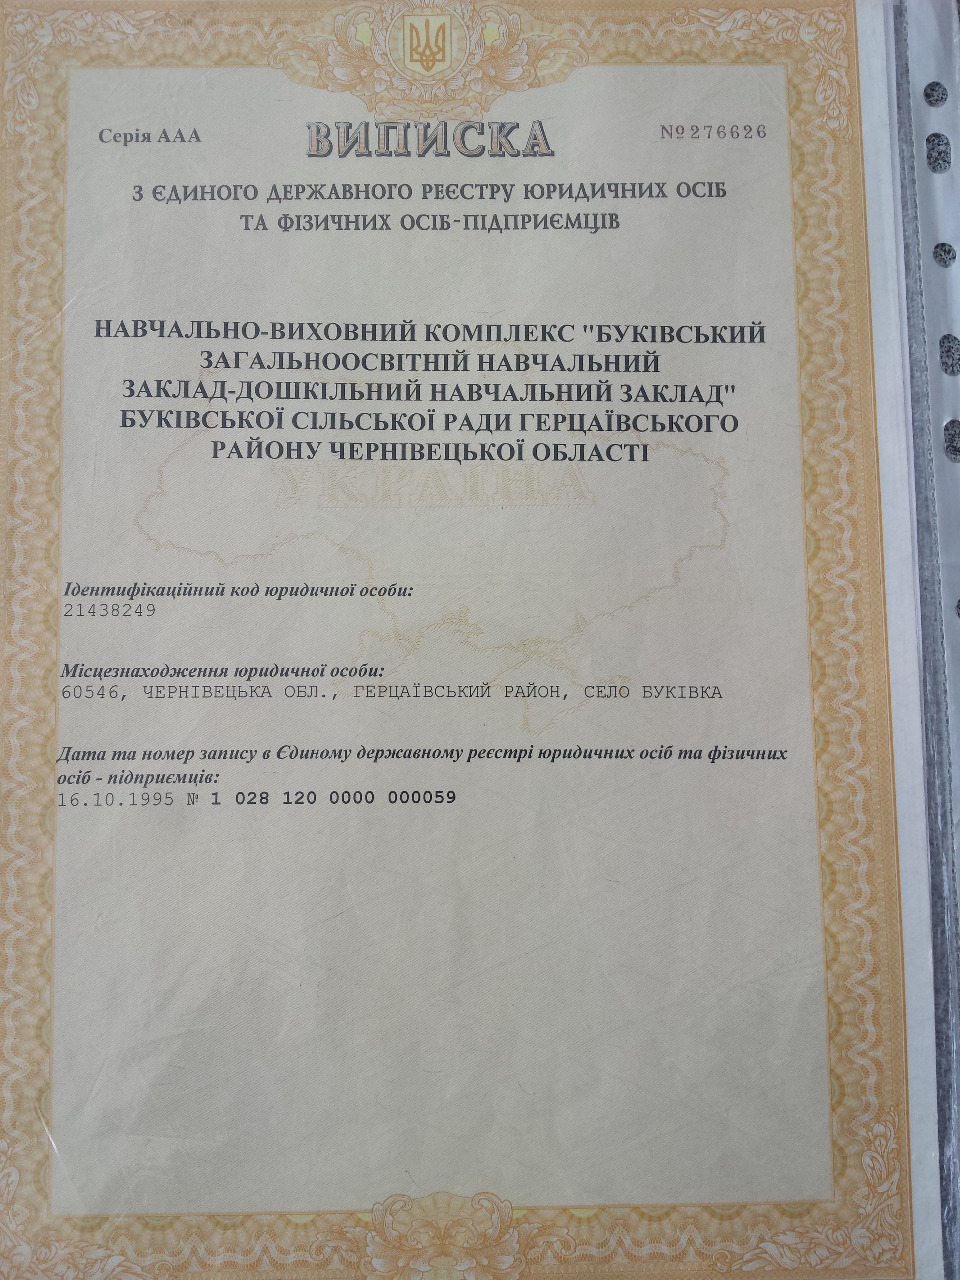 Серія ААА
ВИПИСКА
№276626
З ЄДИНОГО ДЕРЖАВНОГО РЕЄСТРУ ЮРИДИЧНИХ ОСІБ
ТА ФІЗИЧНИХ ОСІБ-ПІДПРИЄМЦІВ
НАВЧАЛЬНО-ВИХОВНИЙ КОМПЛЕКС "БУКІВСЬКИЙ
ЗАГАЛЬНООСВІТНІЙ НАВЧАЛЬНИЙ
ЗАКЛАД-ДОШКІЛЬНИЙ НАВЧАЛЬНИЙ ЗАКЛАД"
БУКІВСЬКОЇ СІЛЬСЬКОЇ РАДИ ГЕРЦАЇВСЬКОГО
РАЙОНУ ЧЕРНІВЕЦЬКОЇ ОБЛАСТІ
УКРАЇНА
Ідентифікаційний код юридичної особи:
21438249
Місцезнаходження юридичної особи:
60546, ЧЕРНІВЕЦЬКА ОБЛ., ГЕРЦАЇВСЬКИЙ РАЙОН, СЕЛО БУКІВКА
Дата та номер запису в Єдиному державному реєстрі юридичних осіб та фізичних
осіб - підприємців:
16.10.1995 № 1 028 120 0000 000059